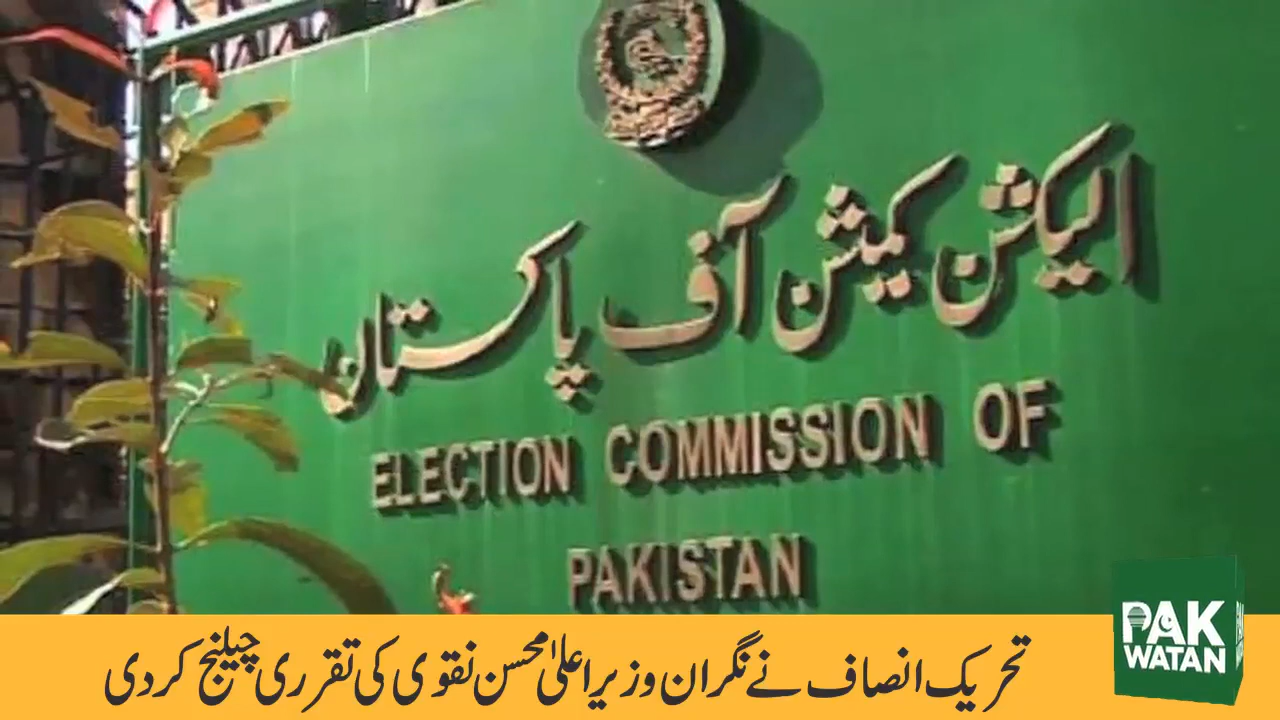 الیکشن کمیشن آف پاکستان
ELECTION COMMISSION OF
PAKISTAN
تحریک انصاف نے نگران وزیراعلیٰ محسن نقوی کی تقرری چیلنج کر دی
PAK
WATAN